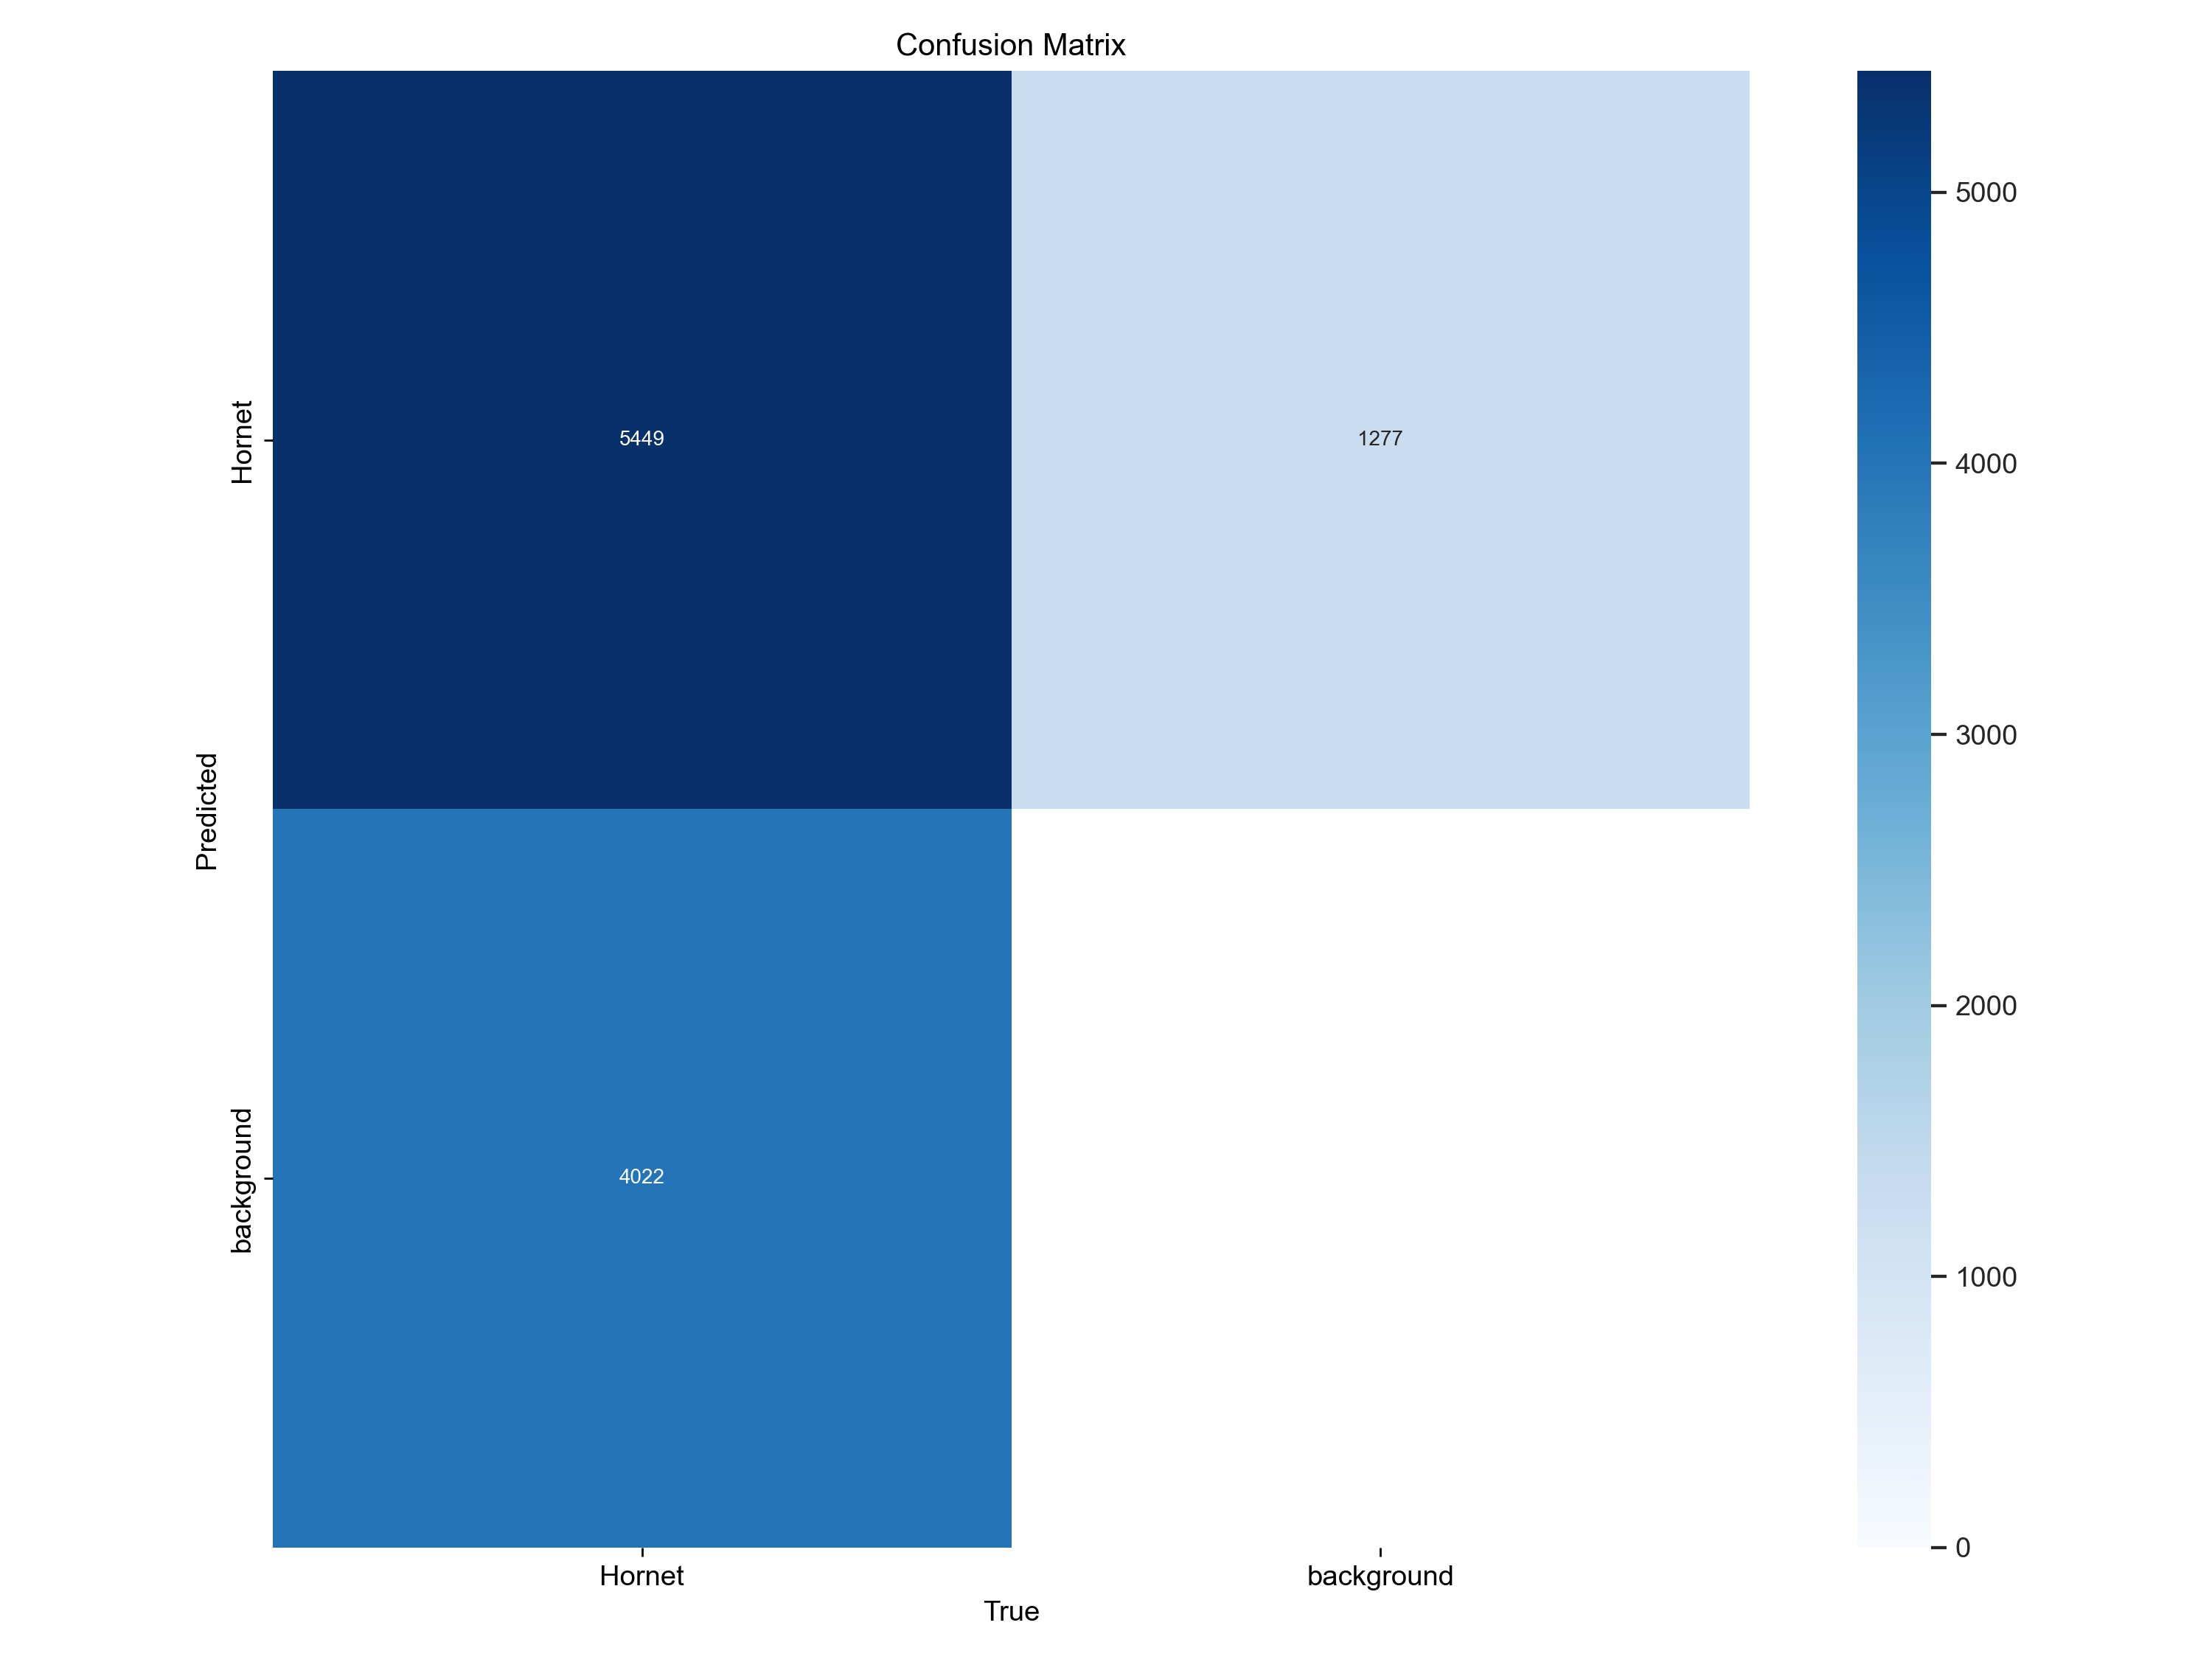 Confusion Matrix
Hornet
5449
1277
Predicted
background
4022
Hornet
background
True
5000
4000
3000
2000
1000
0